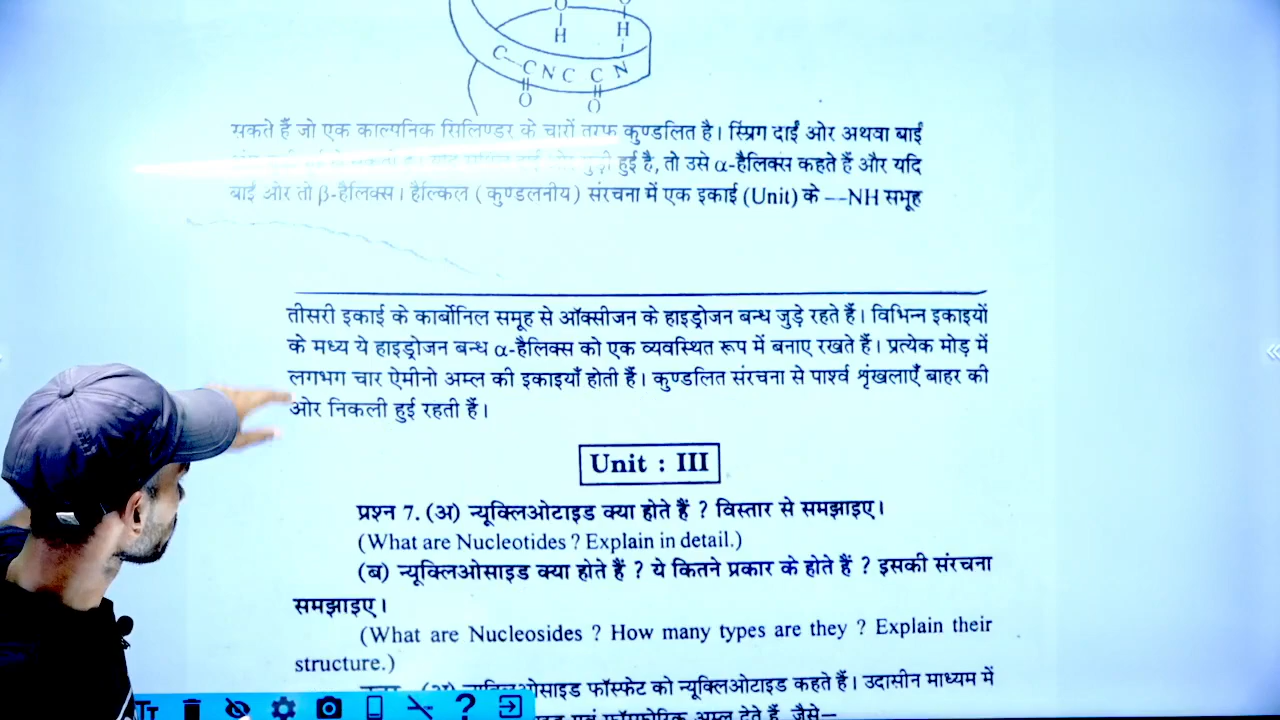 O
H
H
C C N C C N
O
O
सकते हैं जो एक काल्पनिक सिलिण्डर के चारों तरफ कुण्डलित है। स्प्रिंग दाईं ओर अथवा बाईं
हुई है, तो उसे α-हैलिक्स कहते हैं और यदि
बाईं ओर तो β-हैलिक्स। हैल्किल ( कुण्डलनीय ) संरचना में एक इकाई (Unit) के —NH समूह
तीसरी इकाई के कार्बोनिल समूह से ऑक्सीजन के हाइड्रोजन बन्ध जुड़े रहते हैं। विभिन्न इकाइयों
के मध्य ये हाइड्रोजन बन्ध α-हैलिक्स को एक व्यवस्थित रूप में बनाए रखते हैं। प्रत्येक मोड़ में
लगभग चार ऐमीनो अम्ल की इकाइयाँ होती हैं। कुण्डलित संरचना से पार्श्व शृंखलाएँ बाहर की
ओर निकली हुई रहती हैं।
Unit : III
प्रश्न 7. (अ) न्यूक्लिओटाइड क्या होते हैं ? विस्तार से समझाइए।
(What are Nucleotides ? Explain in detail.)
(ब) न्यूक्लिओसाइड क्या होते हैं ? ये कितने प्रकार के होते हैं ? इसकी संरचना
समझाइए।
(What are Nucleosides ? How many types are they ? Explain their
structure.)
फॉस्फेट को न्यूक्लिओटाइड कहते हैं। उदासीन माध्यम में
एवं फॉस्फोरिक अम्ल देते हैं, जैसे—